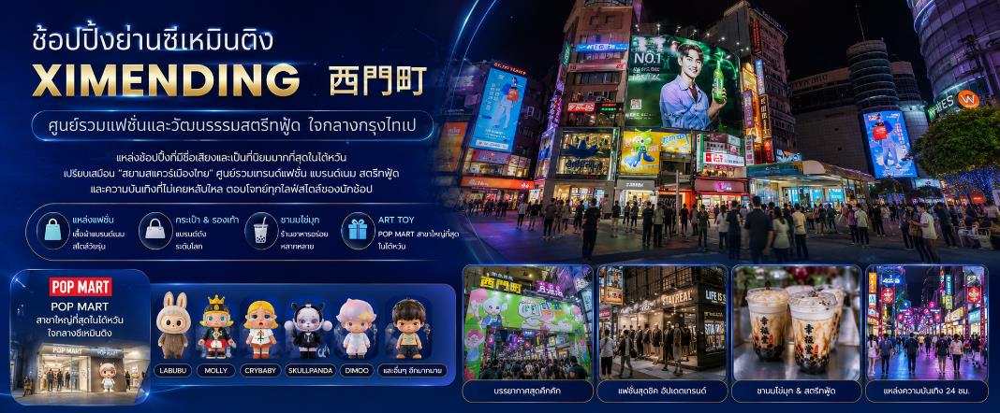 ช้อปปิ้งย่านซีเหมินติง
XIMENDING 西門町
ศูนย์รวมแฟชั่นและวัฒนธรรมสตรีทฟู้ด ใจกลางกรุงไทเป
แหล่งช้อปปิ้งที่มีชื่อเสียงและเป็นที่นิยมมากที่สุดในไต้หวัน
เปรียบเสมือน "สยามสแควร์เมืองไทย" ศูนย์รวมเทรนด์แฟชั่น แบรนด์เนม สตรีทฟู้ด
และความบันเทิงที่ไม่เคยหลับใหล ตอบโจทย์ทุกไลฟ์สไตล์ของนักช้อป
แหล่งแฟชั่น
เสื้อผ้าแบรนด์เนม
สไตล์วัยรุ่น
กระเป๋า & รองเท้า
แบรนด์ดัง
ระดับโลก
ชานมไข่มุก
ร้านอาหารอร่อย
หลากหลาย
ART TOY
POP MART สาขาใหญ่ที่สุด
ในไต้หวัน
POP MART
POP MART
สาขาใหญ่ที่สุดในไต้หวัน
ใจกลางซีเหมินติง
POP MART
LABUBU
MOLLY
CRYBABY
SKULLPANDA
DIMOO
และอื่นๆ อีกมากมาย
NO.1
西門町
STAYREAL
LIFE IS
幸福堂
幸福堂
บรรยากาศสุดคึกคัก
แฟชั่นสุดชิค อัปเดตเทรนด์
ชานมไข่มุก & สตรีทฟู้ด
แหล่งความบันเทิง 24 ชม.